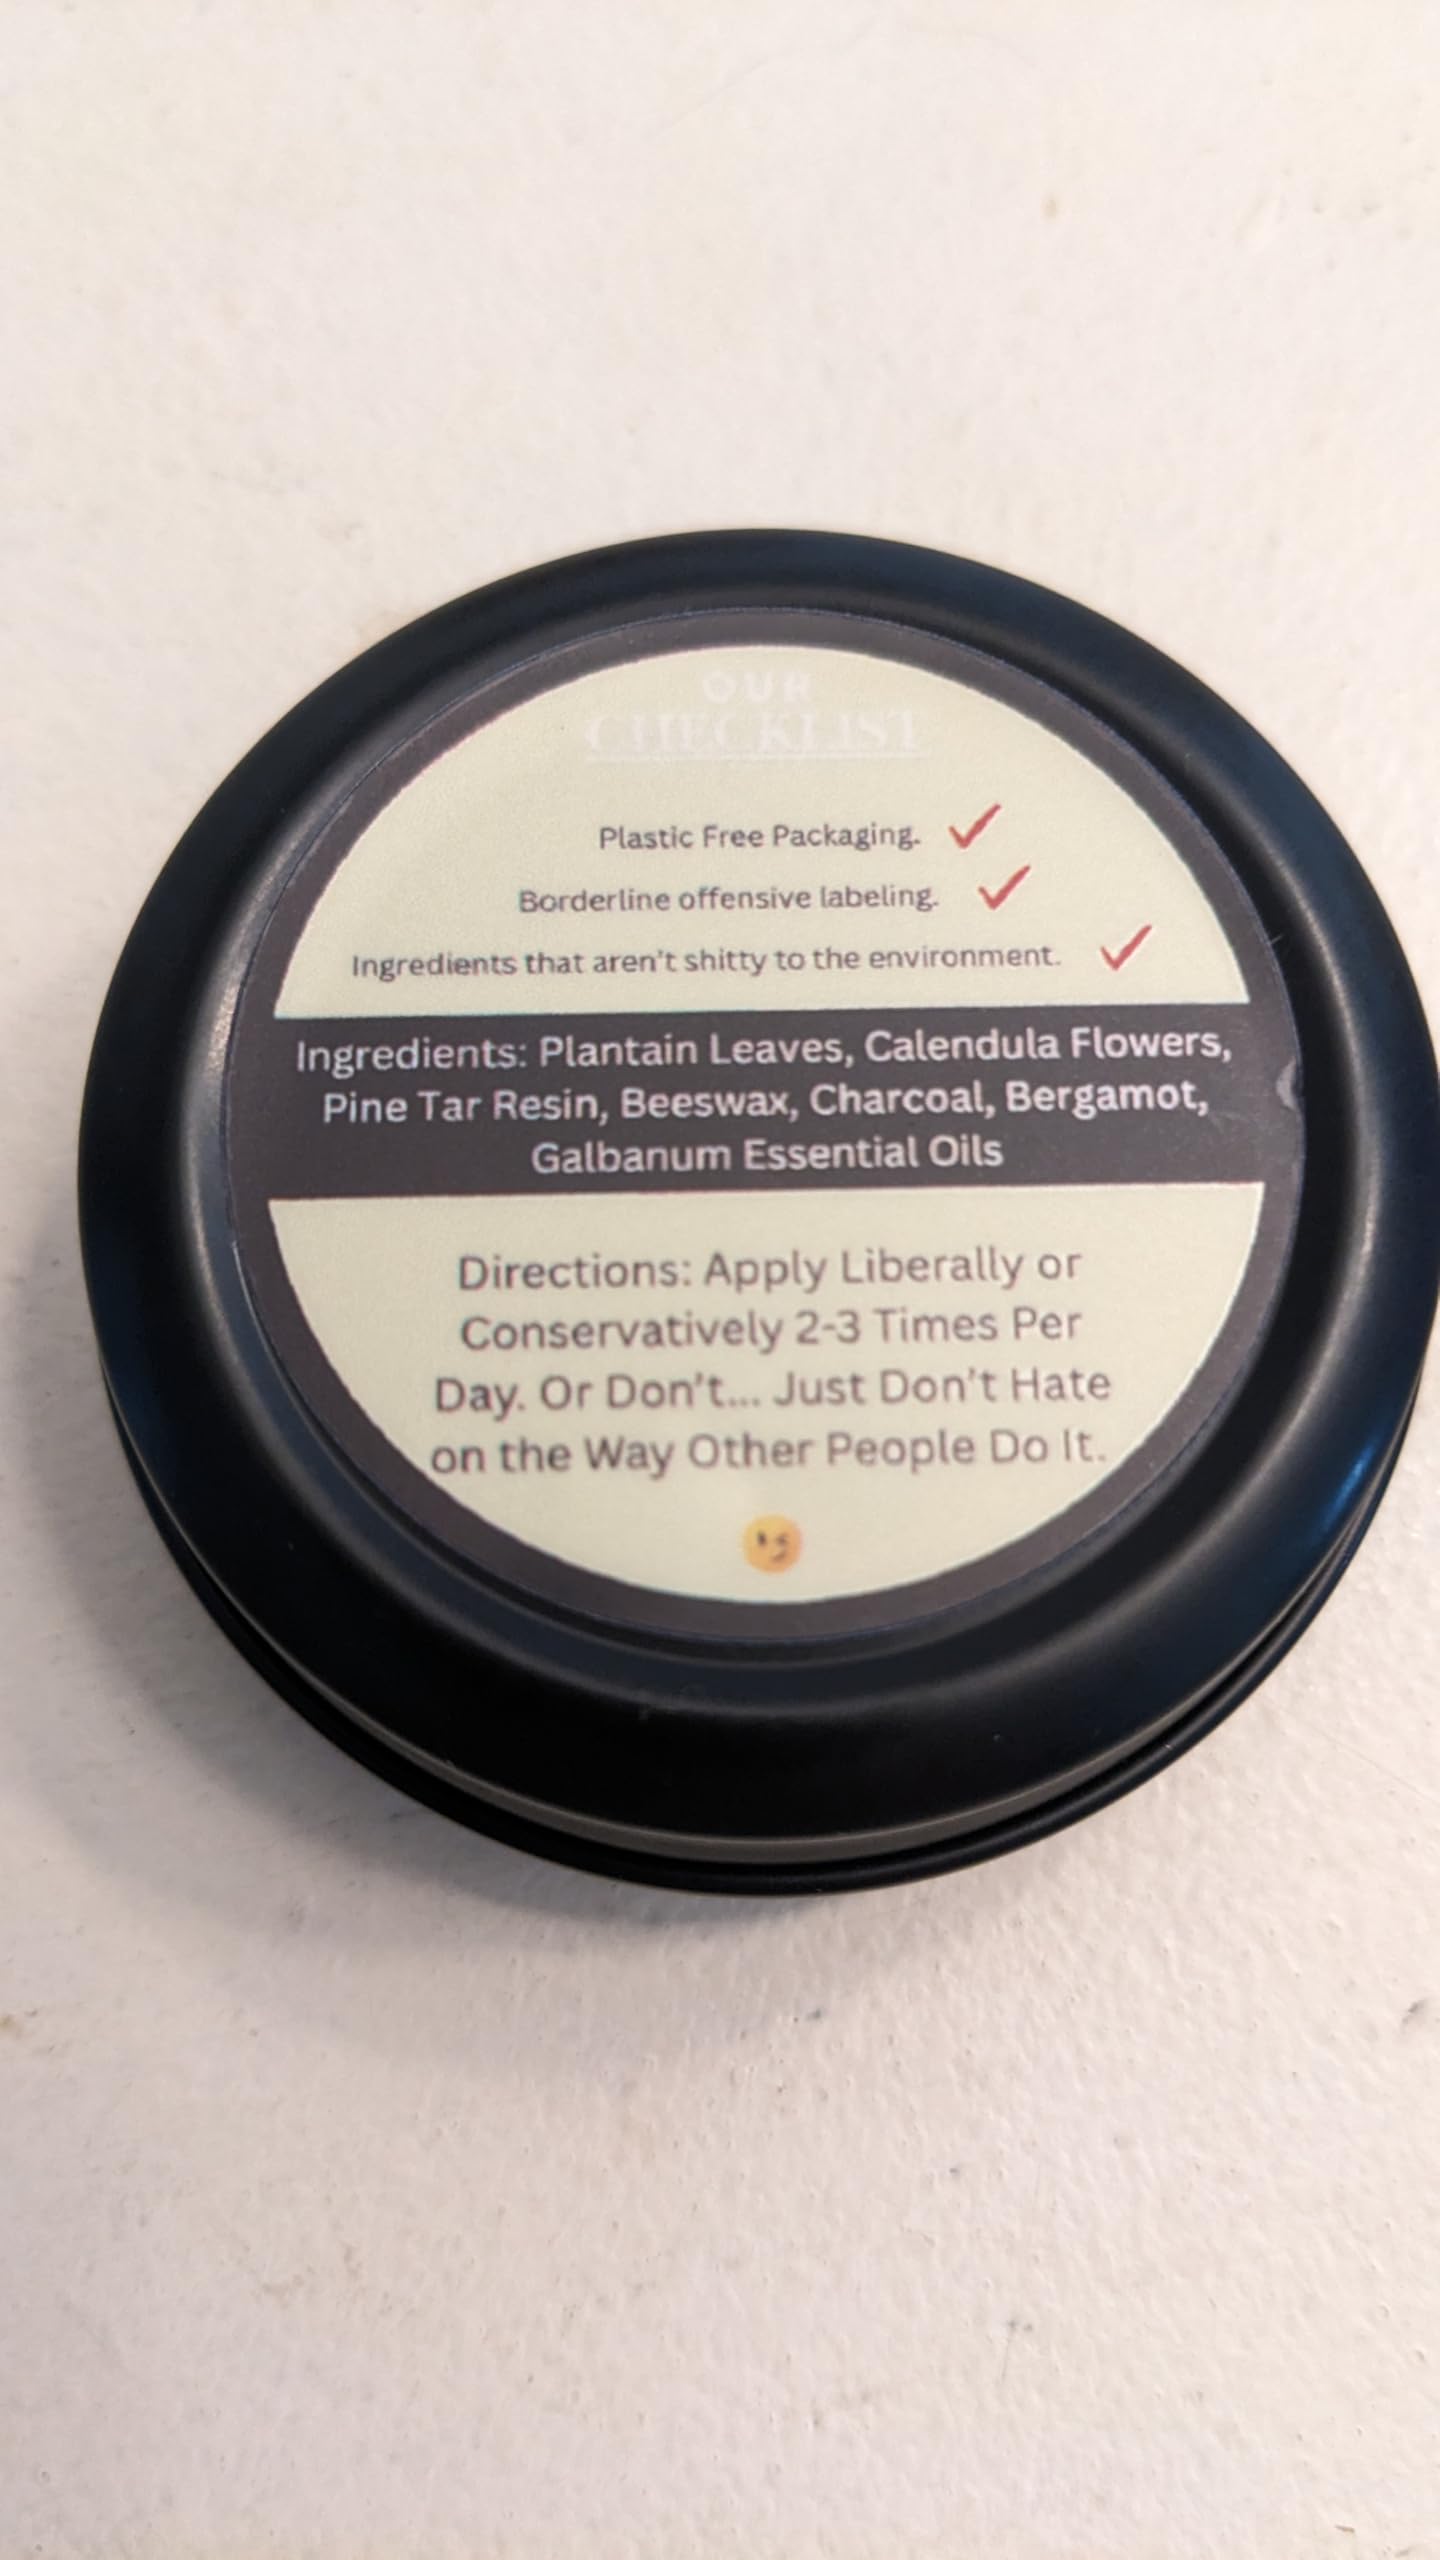 OUR
CHECKLIST
Plastic Free Packaging.
Borderline offensive labeling.
Ingredients that aren't shitty to the environment.
Ingredients: Plantain Leaves, Calendula Flowers,
Pine Tar Resin, Beeswax, Charcoal, Bergamot,
Galbanum Essential Oils
Directions: Apply Liberally or
Conservatively 2-3 Times Per
Day. Or Don't... Just Don't Hate
on the Way Other People Do It.